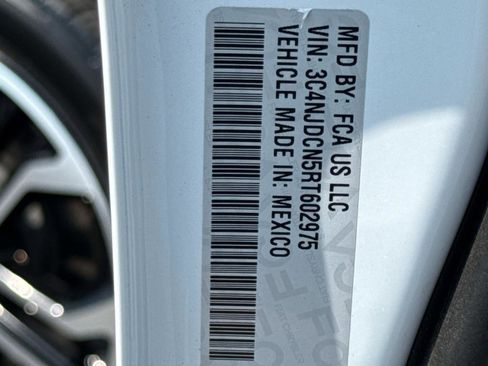 MFD BY: FCA US LLC
VIN: 3C4NJDCN5RT602975
VEHICLE MADE IN: MEXICO